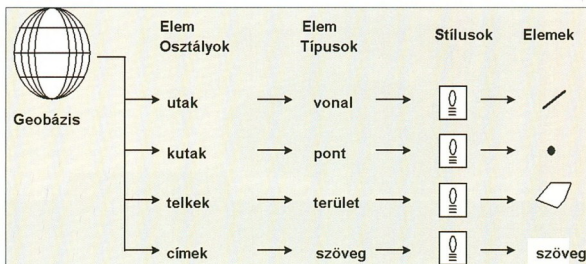 Elem Osztályok
Elem Típusok
Stílusok
Elemek
Geobázis
utak
vonal
kutak
pont
telkek
terület
címek
szöveg
szöveg